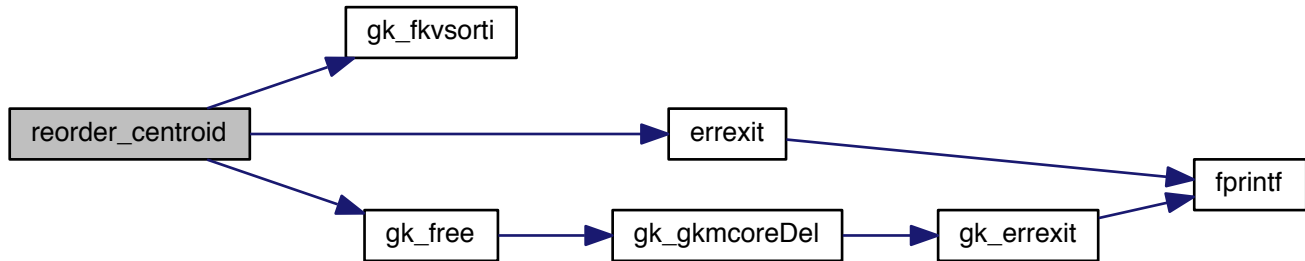 gk_fkvsorti
reorder_centroid
errexit
fprintf
gk_free
gk_gkmcoreDel
gk_errexit